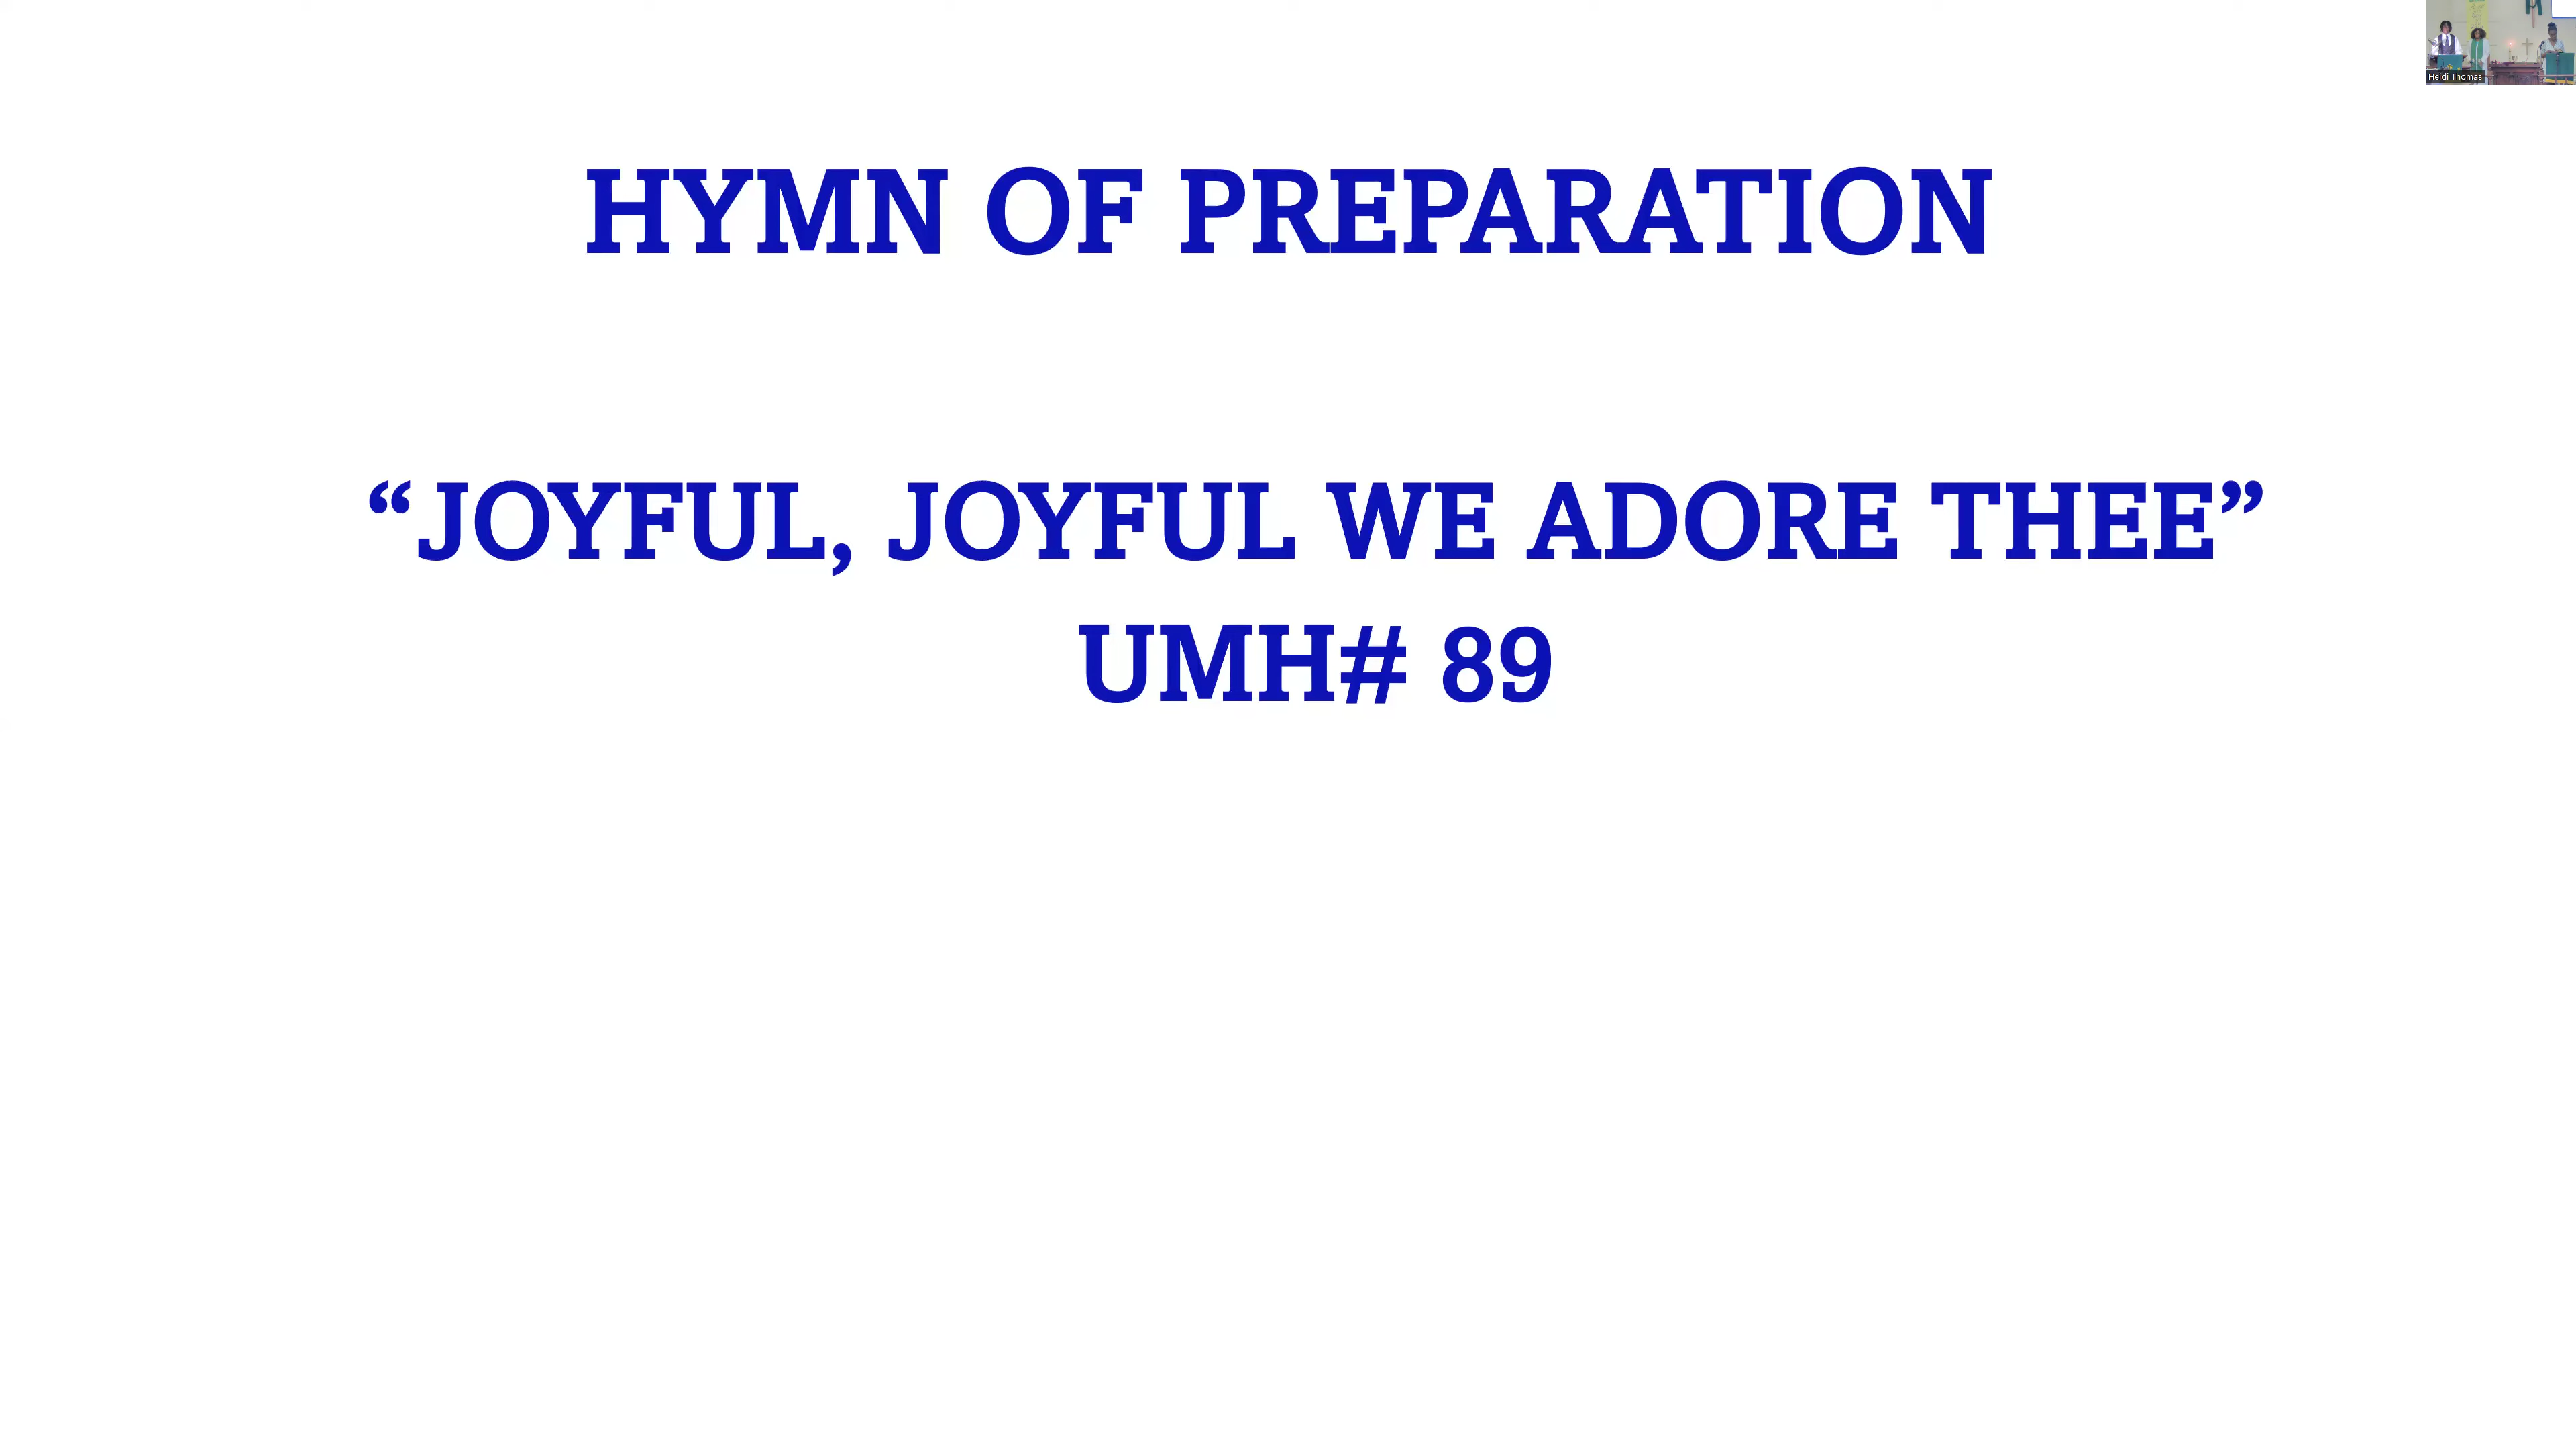 Heidi Thomas
HYMN OF PREPARATION
“JOYFUL, JOYFUL WE ADORE THEE”
UMH# 89